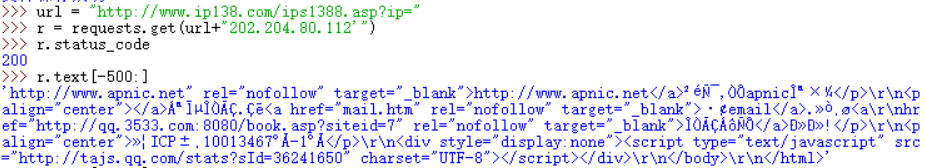 >>> url = "http://www.ip138.com/ips1388.asp?ip="
>>> r = requests.get(url+"202.204.80.112'")
>>> r.status_code
200
>>> r.text[-500:]
'http://www.apnic.net" rel="nofollow" target="_blank">http://www.apnic.net</a>²éÑ¯,ÒÔapnicÎª×¼</p>\r\n<p
align="center"></a>Áª ÏµÎÒÃÇ.Çë<a href="mail.htm" rel="nofollow" target="_blank">·¢email</a>.»ò,ø<a\r\nhr
ef="http://qq.3533.com:8080/book.asp?siteid=7" rel="nofollow" target="_blank">ÎÒÃÇÁôÑÔ</a>Ð»Ð»!</p>\r\n<p
align="center">»¦ICP±¸10013467ºÅ-1ºÅ</p>\r\n<div style="display:none"><script type="text/javascript" src
="http://tajs.qq.com/stats?sId=36241650" charset="UTF-8"></script></div>\r\n</body>\r\n</html>'